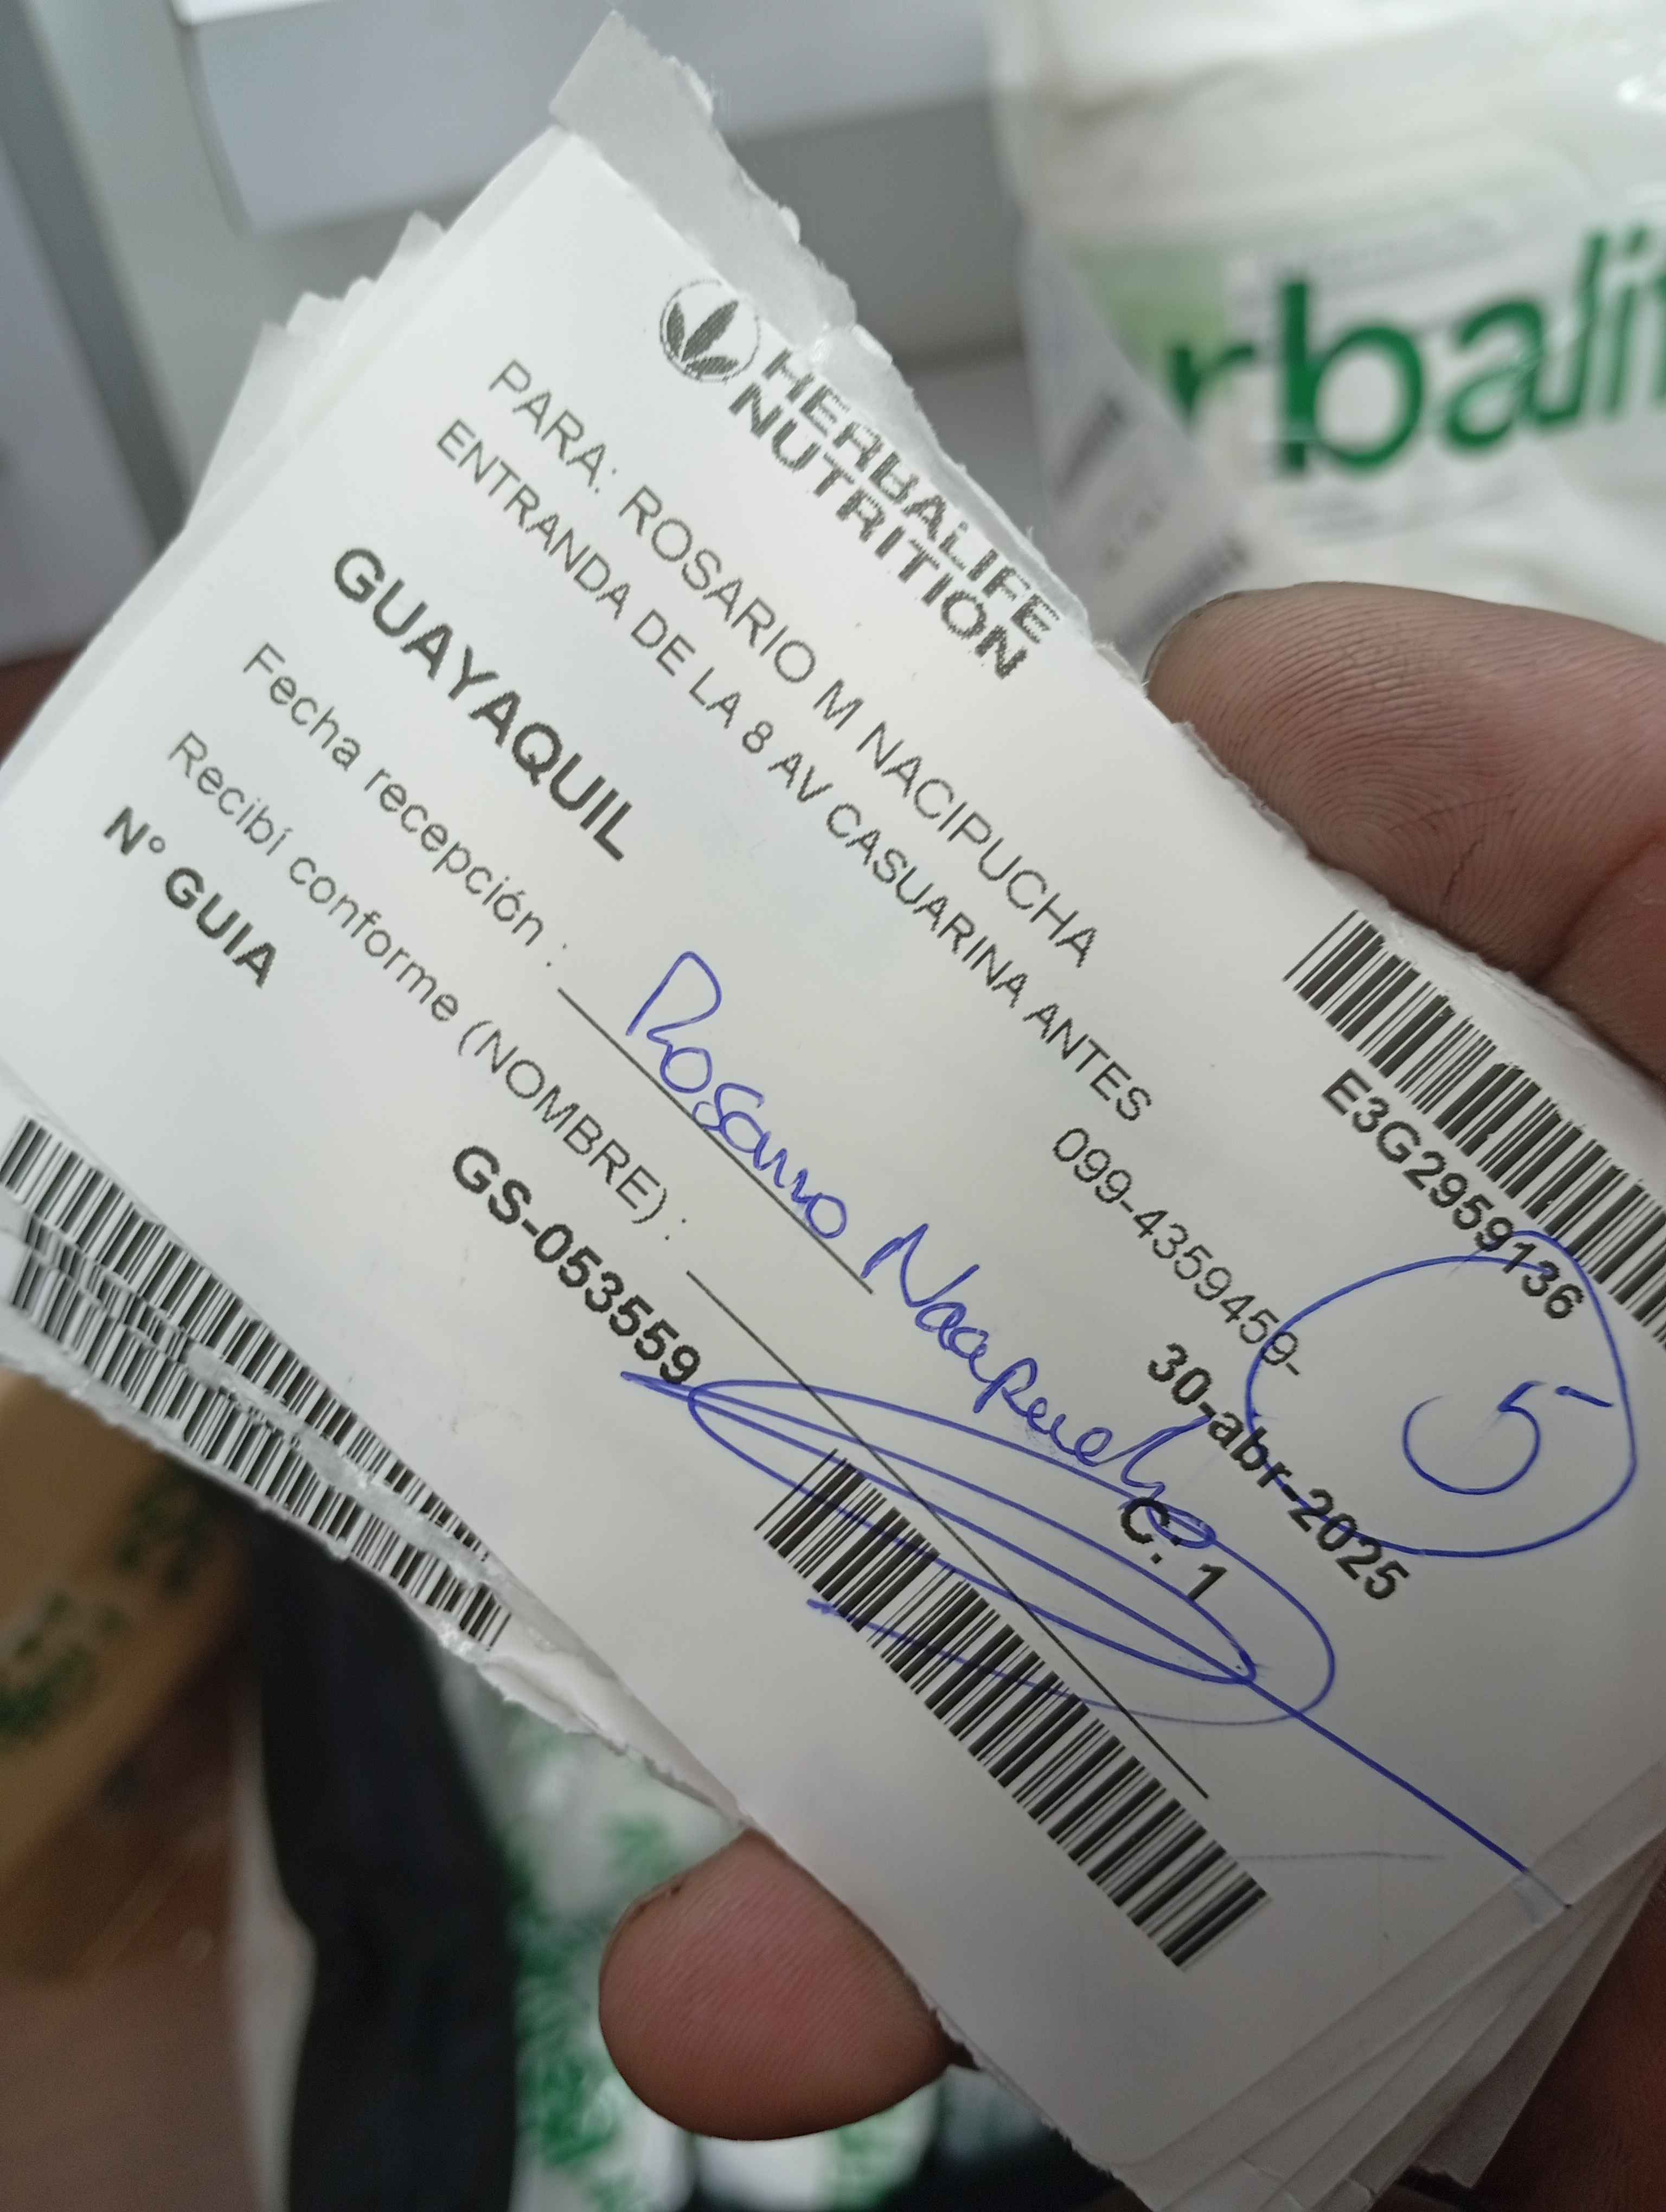 HERBALIFE
NUTRITION
E3G2959136
PARA: ROSARIO M NACIPUCHA
ENTRANDA DE LA 8 AV CASUARINA ANTES
099-4359459-
5
GUAYAQUIL
30-abr-2025
Fecha recepción :
Rosario Nacipucha
C. 1
Recibí conforme (NOMBRE) :
N° GUIA
GS-053559
rbalif